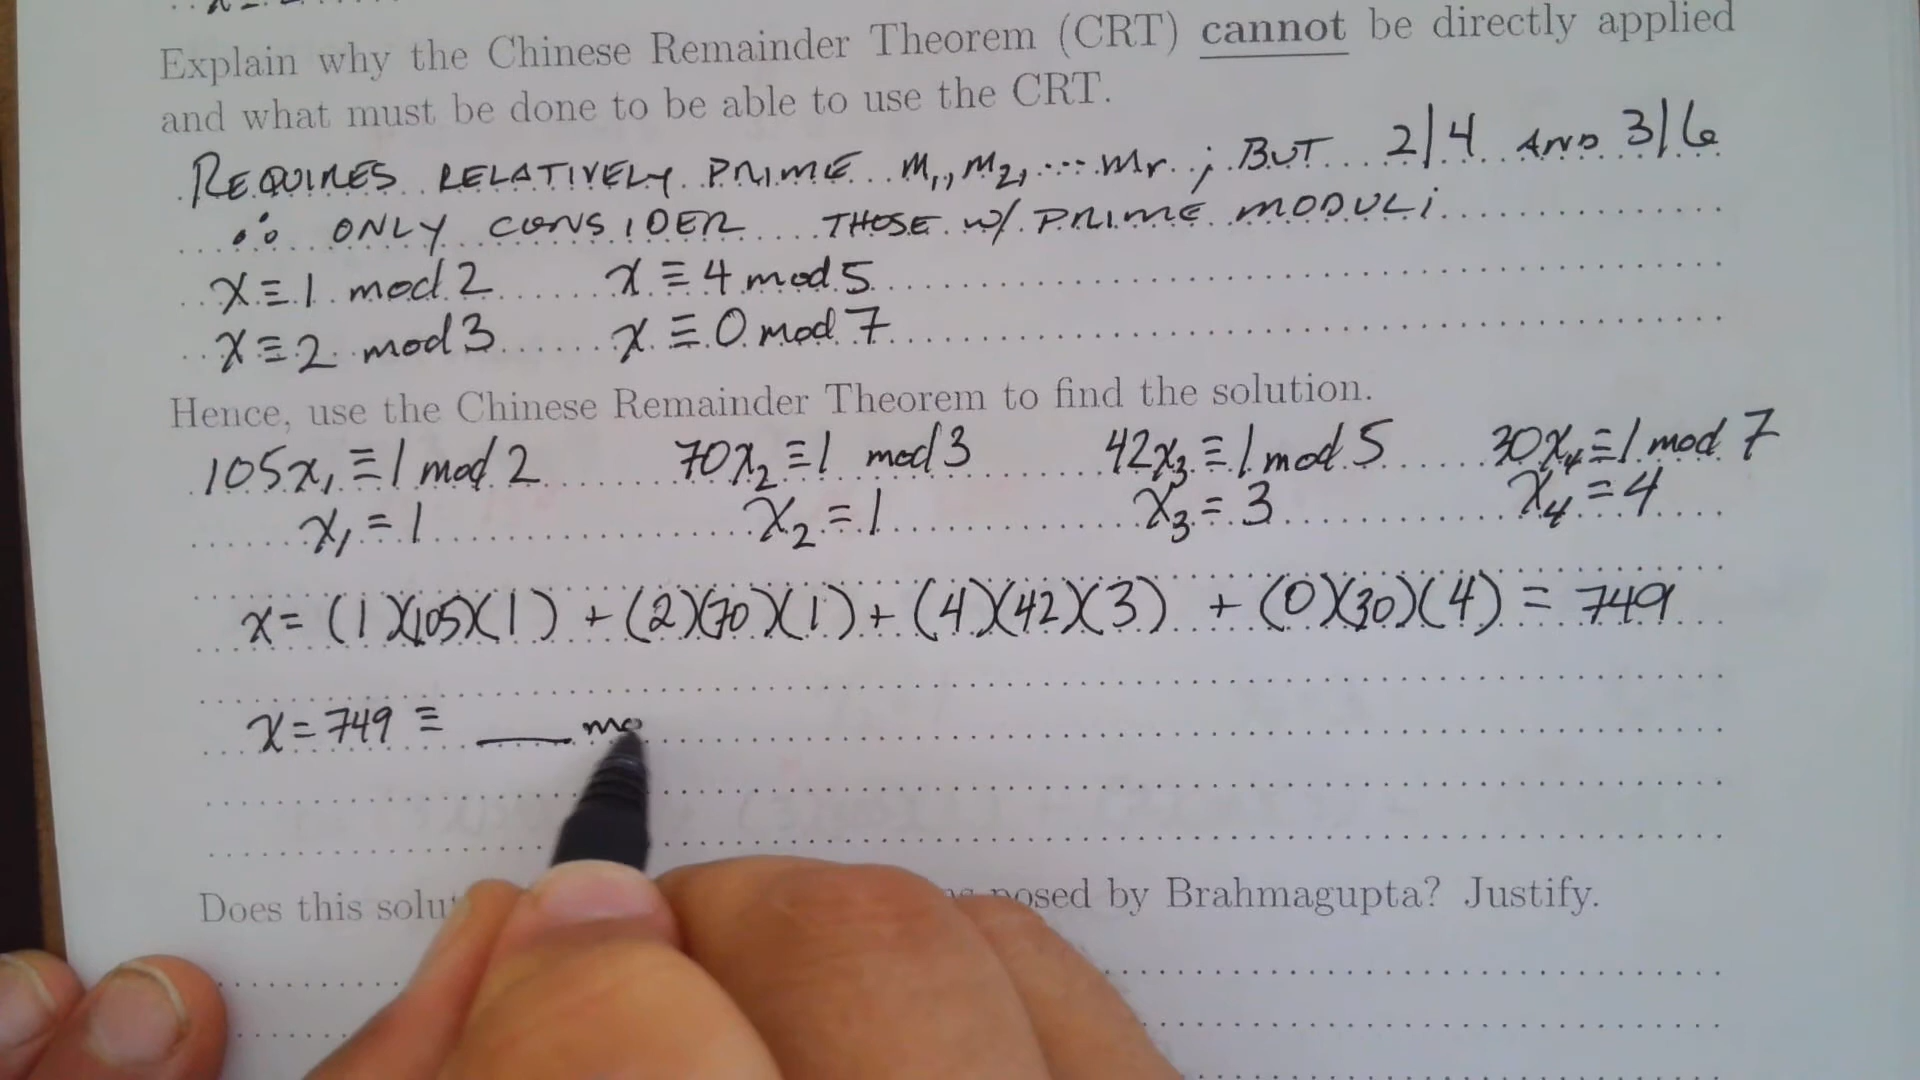 Explain why the Chinese Remainder Theorem (CRT) cannot be directly applied
and what must be done to be able to use the CRT.
REQUIRES RELATIVELY PRIME m₁, m₂, ... mᵣ ; BUT 2|4 AND 3|6
∴ ONLY CONSIDER THOSE w/ PRIME MODULI
x ≡ 1 mod 2 x ≡ 4 mod 5
x ≡ 2 mod 3 x ≡ 0 mod 7
Hence, use the Chinese Remainder Theorem to find the solution.
105x₁ ≡ 1 mod 2 70x₂ ≡ 1 mod 3 42x₃ ≡ 1 mod 5 30x₄ ≡ 1 mod 7
x₁ = 1 x₂ = 1 x₃ = 3 x₄ = 4
x = (1)(105)(1) + (2)(70)(1) + (4)(42)(3) + (0)(30)(4) = 749
x = 749 ≡ ___ mo
Does this posed by Brahmagupta? Justify.